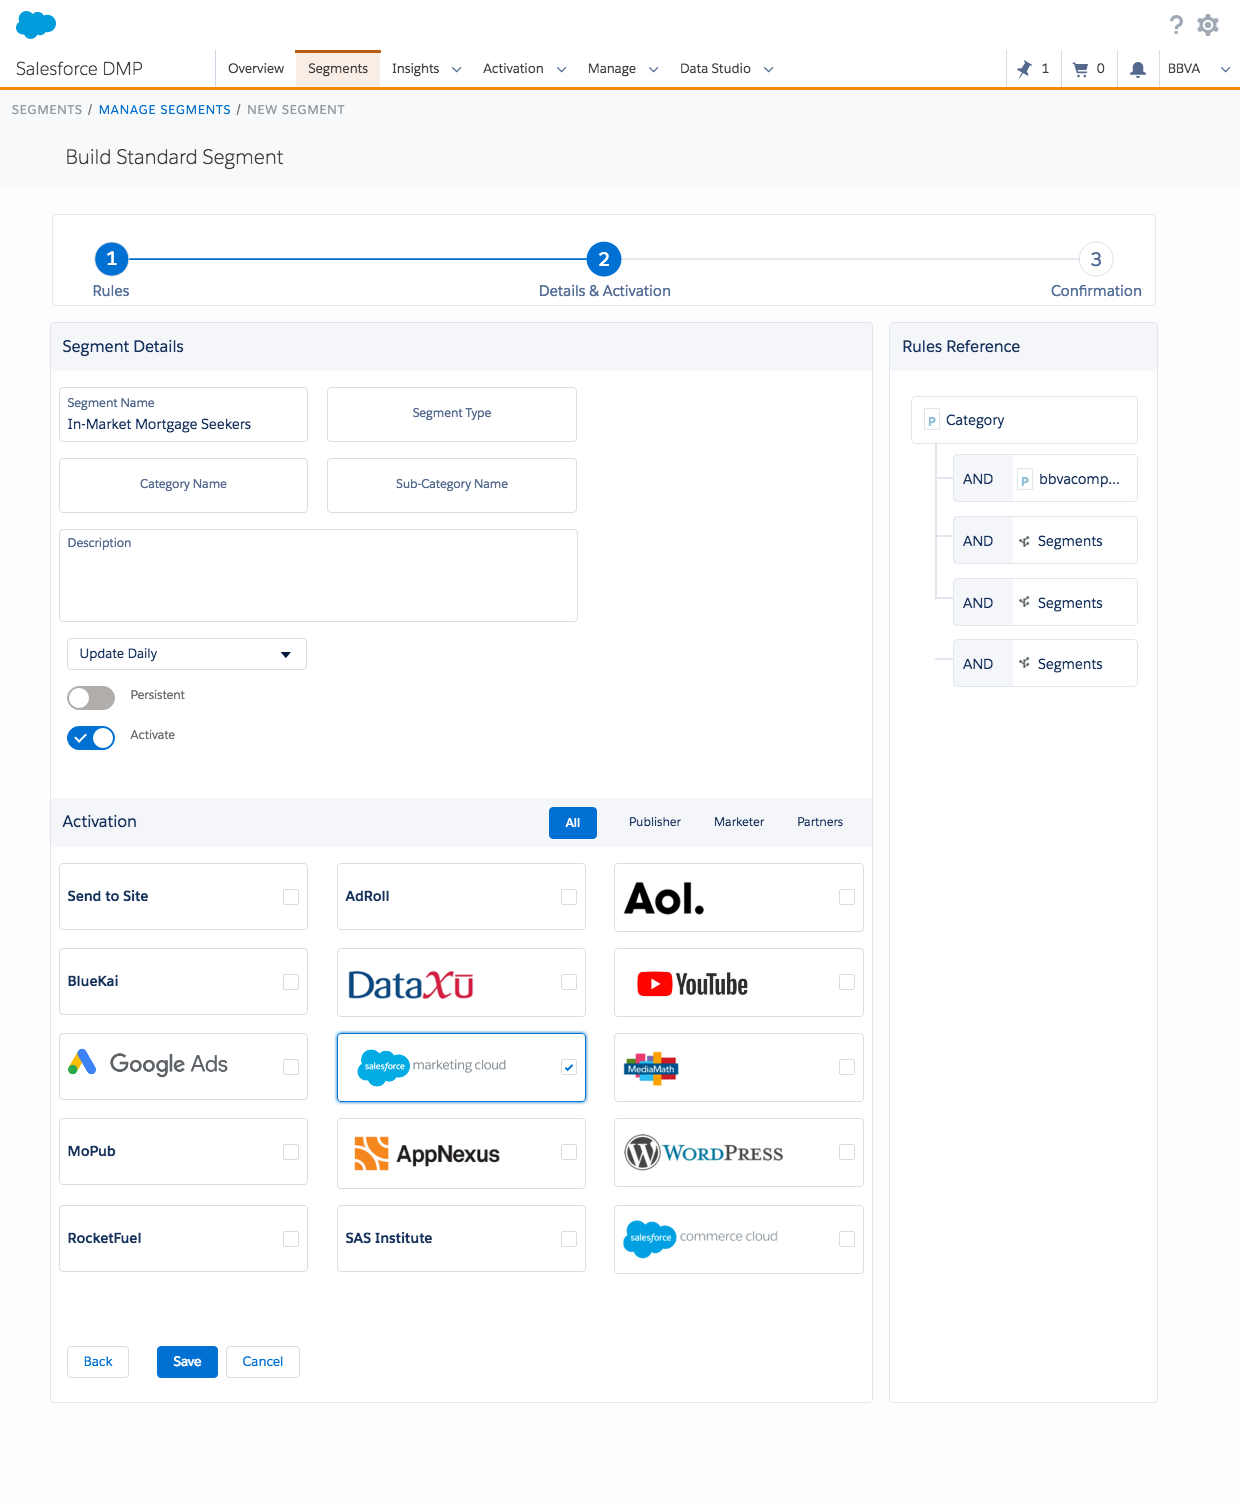 ?
Salesforce DMP
Overview
Segments
Insights
Activation
Manage
Data Studio
1
0
BBVA
SEGMENTS / MANAGE SEGMENTS / NEW SEGMENT
Build Standard Segment
1
2
3
Rules
Details & Activation
Confirmation
Segment Details
Segment Name
In-Market Mortgage Seekers
Segment Type
Category Name
Sub-Category Name
Description
Update Daily
Persistent
Activate
Rules Reference
P Category
AND P bbvacomp...
AND Segments
AND Segments
AND Segments
Activation
All
Publisher
Marketer
Partners
Send to Site
AdRoll
Aol.
BlueKai
DataXu
YouTube
Google Ads
salesforce marketing cloud
MediaMath
MoPub
AppNexus
WORDPRESS
RocketFuel
SAS Institute
salesforce commerce cloud
Back
Save
Cancel